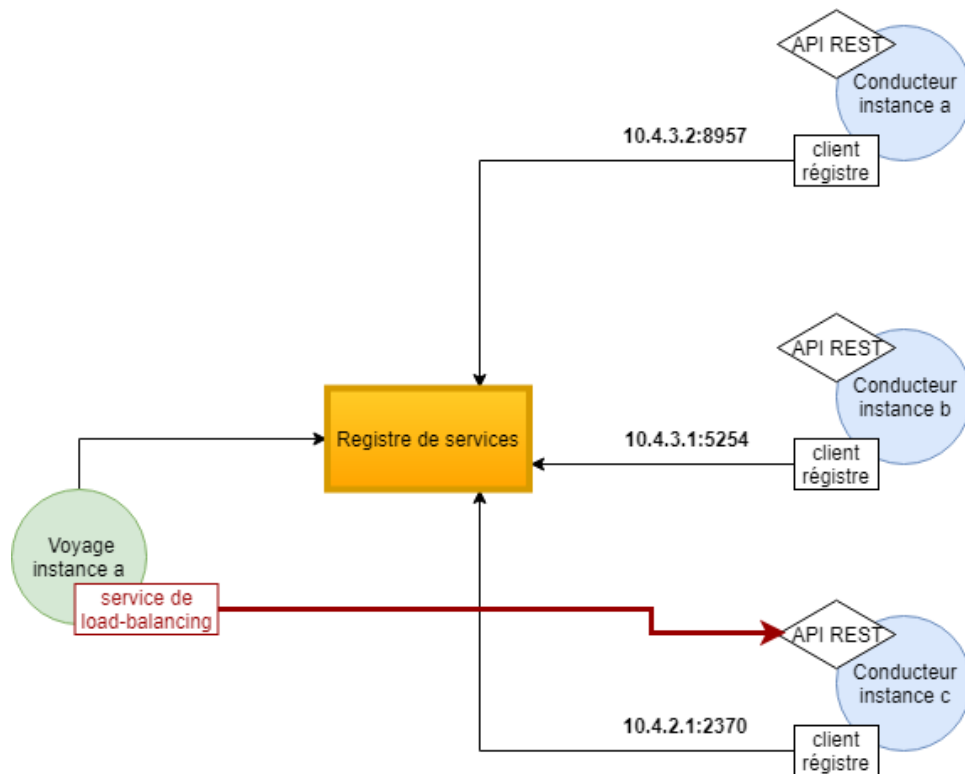 API REST
Conducteur
instance a
10.4.3.2:8957
client
régistre
API REST
Conducteur
instance b
Registre de services
10.4.3.1:5254
client
régistre
Voyage
instance a
service de
load-balancing
API REST
Conducteur
instance c
10.4.2.1:2370
client
régistre